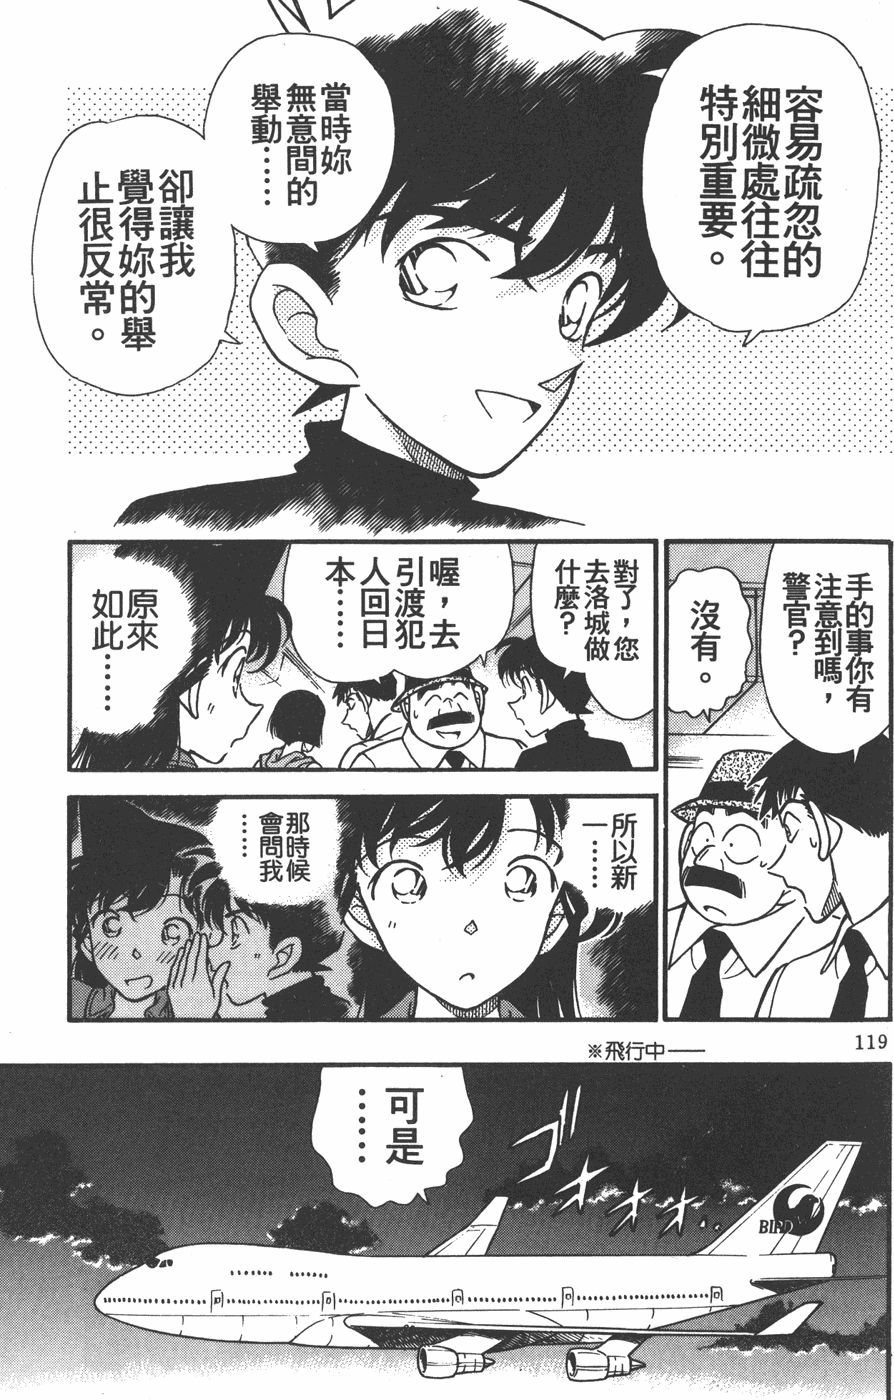 容易疏忽的
細微處往往
特別重要。
當時妳
無意間的
舉動……
卻讓我
覺得妳的舉
止很反常。
手的事你有
注意到嗎，
警官？
沒有。
對了，您
去洛城做
什麼？
喔，去
引渡犯
人回日
本……
原來
如此……
所以新
一……
那時候
會問我
……
119
※飛行中——
可是
……
ゴオオオ…
BIRD